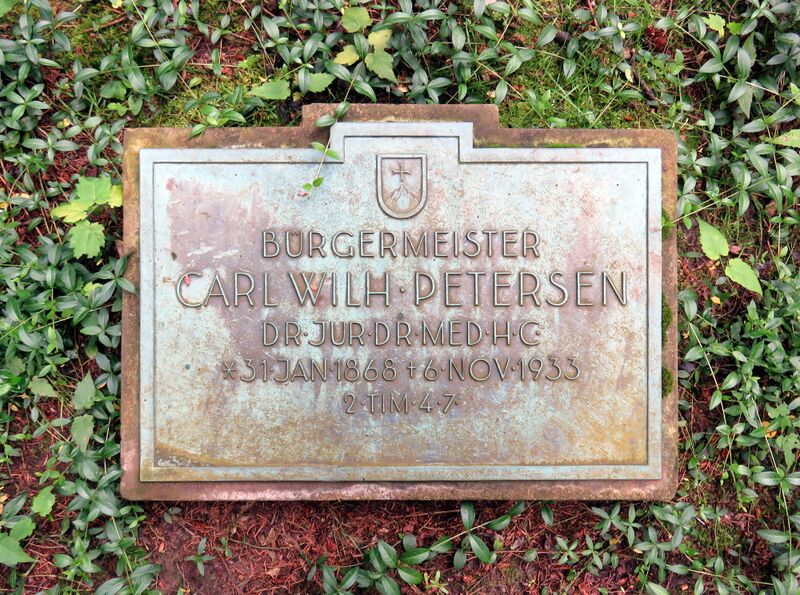 BÜRGERMEISTER
CARL WILH·PETERSEN
DR·JUR·DR·MED·H·C·
*31·JAN·1868 +6·NOV·1933
2·TIM·4·7·